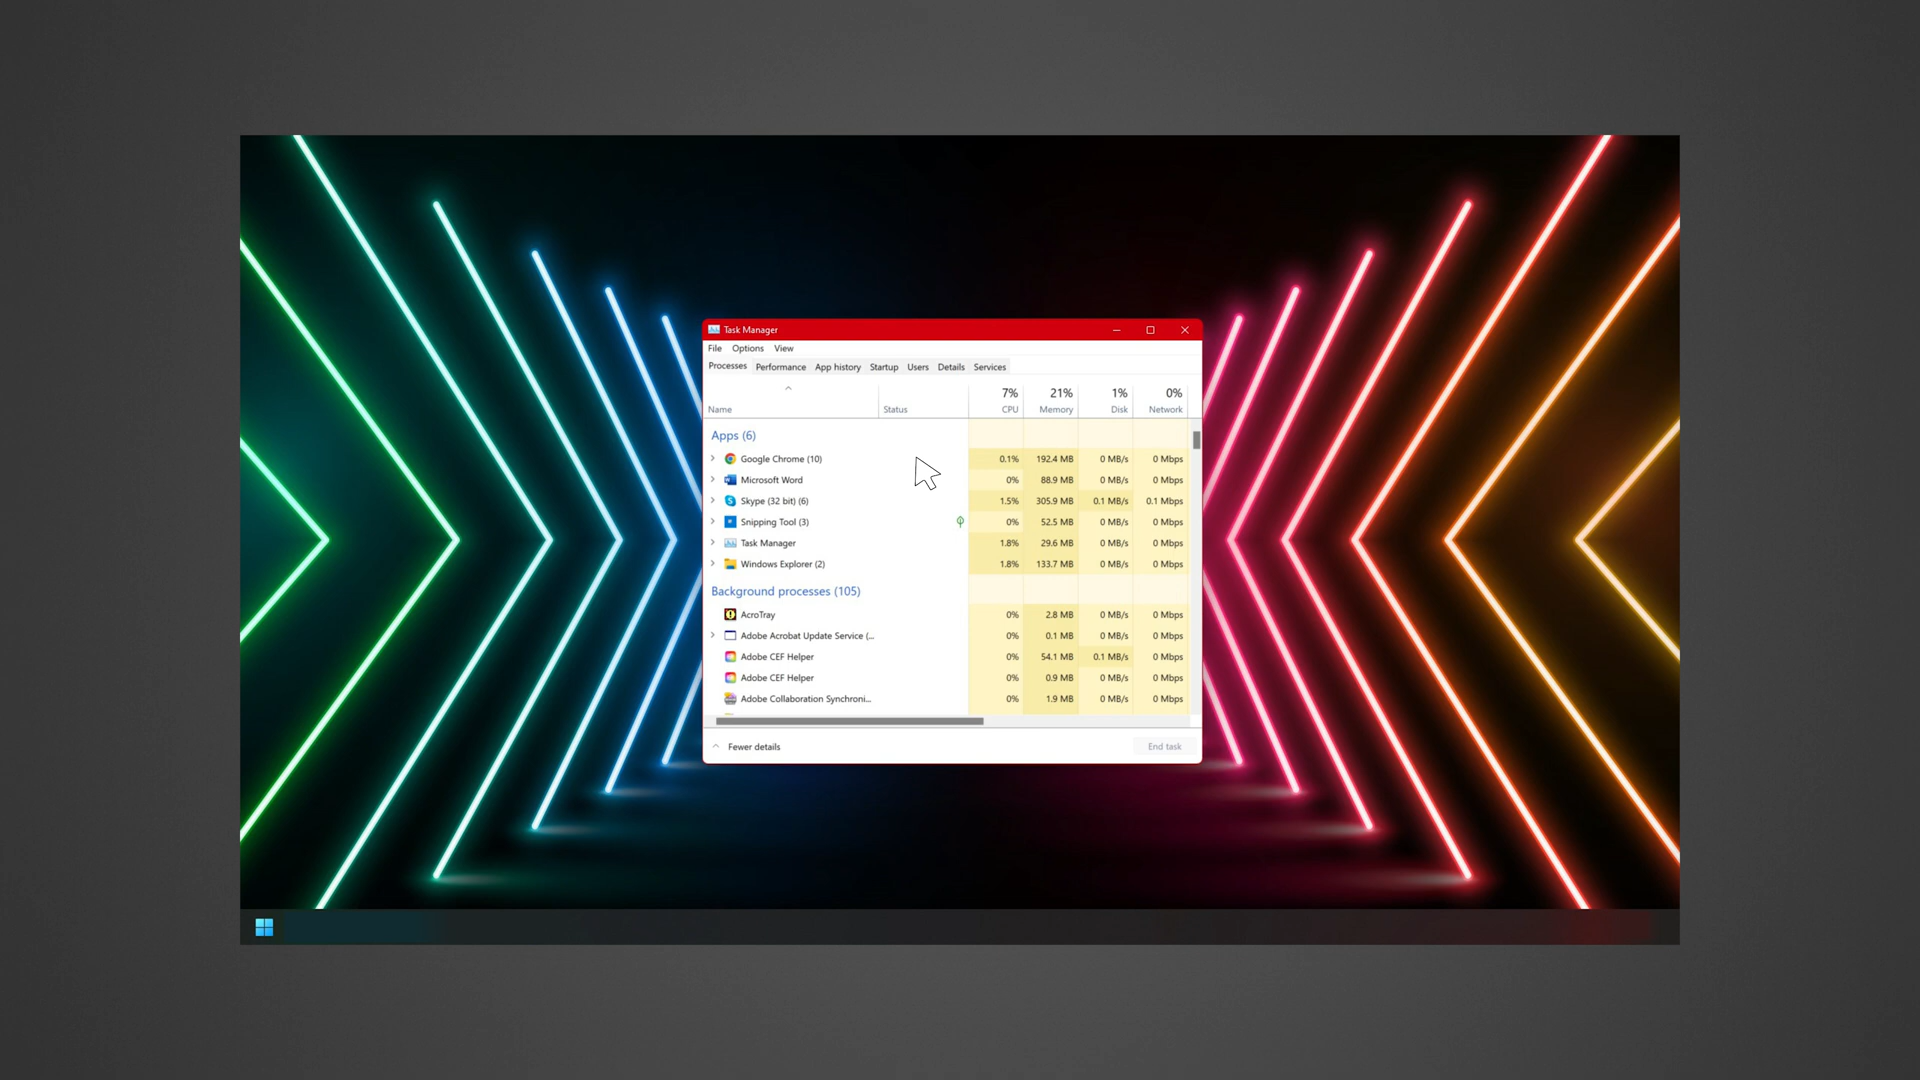 Task Manager
File Options View
Processes Performance App history Startup Users Details Services
7% 21% 1% 0%
Name Status CPU Memory Disk Network
Apps (6)
Google Chrome (10) 0.1% 192.4 MB 0 MB/s 0 Mbps
Microsoft Word 0% 88.9 MB 0 MB/s 0 Mbps
Skype (32 bit) (6) 1.5% 305.9 MB 0.1 MB/s 0.1 Mbps
Snipping Tool (3) 0% 52.5 MB 0 MB/s 0 Mbps
Task Manager 1.8% 29.6 MB 0 MB/s 0 Mbps
Windows Explorer (2) 1.8% 133.7 MB 0 MB/s 0 Mbps
Background processes (105)
AcroTray 0% 2.8 MB 0 MB/s 0 Mbps
Adobe Acrobat Update Service (... 0% 0.1 MB 0 MB/s 0 Mbps
Adobe CEF Helper 0% 54.1 MB 0.1 MB/s 0 Mbps
Adobe CEF Helper 0% 0.9 MB 0 MB/s 0 Mbps
Adobe Collaboration Synchroni... 0% 1.9 MB 0 MB/s 0 Mbps
Fewer details End task